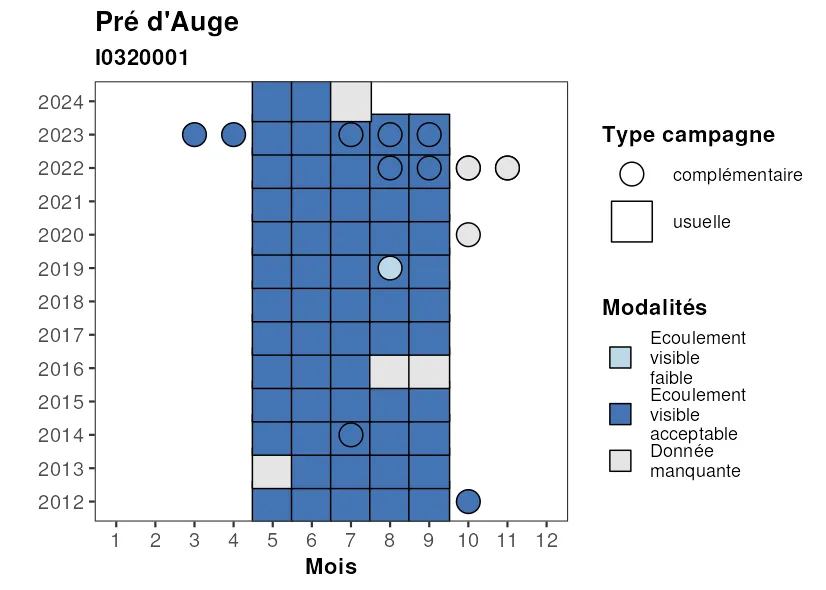 Pré d'Auge
I0320001
2024
2023
2022
2021
2020
2019
2018
2017
2016
2015
2014
2013
2012
1 2 3 4 5 6 7 8 9 10 11 12
Mois
Type campagne
complémentaire
usuelle
Modalités
Ecoulement
visible
faible
Ecoulement
visible
acceptable
Donnée
manquante